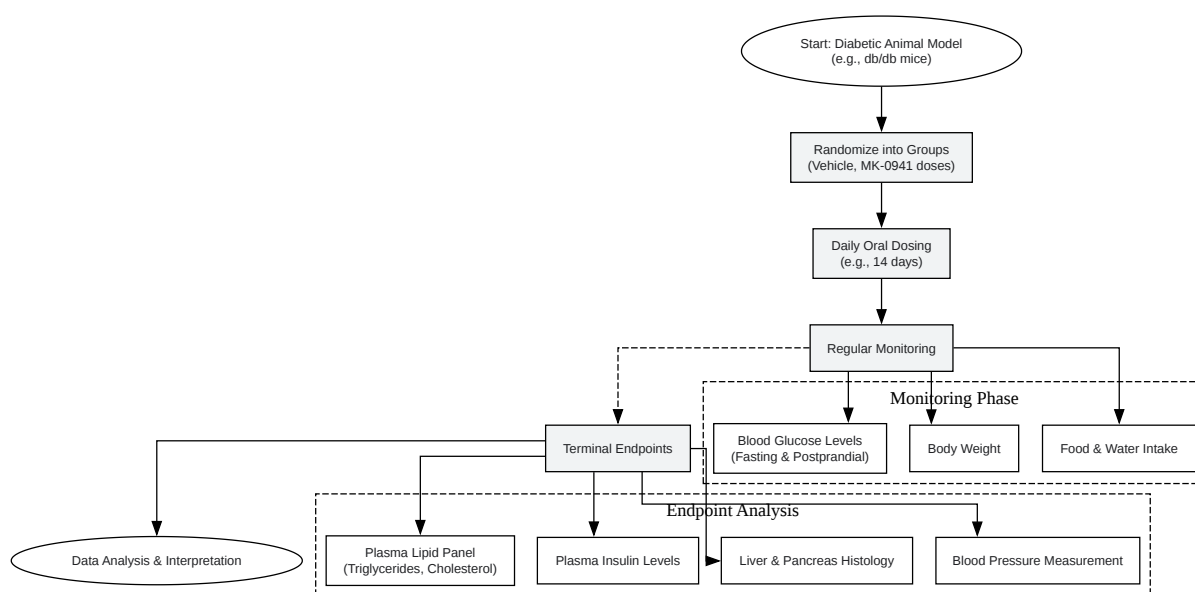 Start: Diabetic Animal Model
(e.g., db/db mice)
Randomize into Groups
(Vehicle, MK-0941 doses)
Daily Oral Dosing
(e.g., 14 days)
Regular Monitoring
Monitoring Phase
Blood Glucose Levels
(Fasting & Postprandial)
Body Weight
Food & Water Intake
Terminal Endpoints
Endpoint Analysis
Data Analysis & Interpretation
Plasma Lipid Panel
(Triglycerides, Cholesterol)
Plasma Insulin Levels
Liver & Pancreas Histology
Blood Pressure Measurement